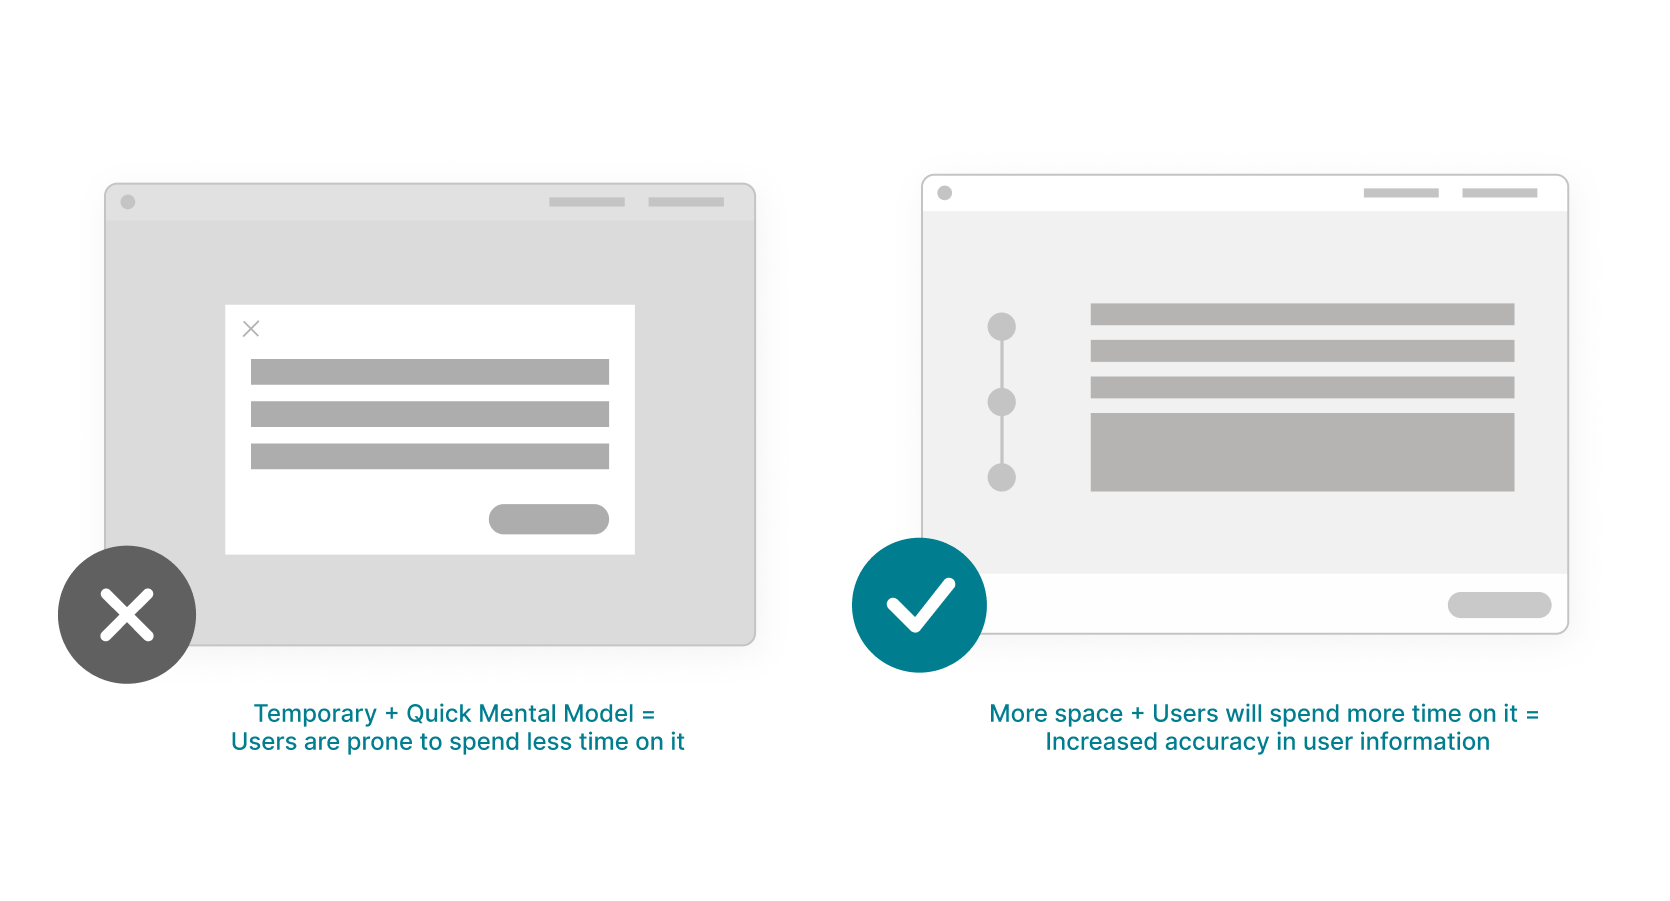 Temporary + Quick Mental Model =
Users are prone to spend less time on it
More space + Users will spend more time on it =
Increased accuracy in user information